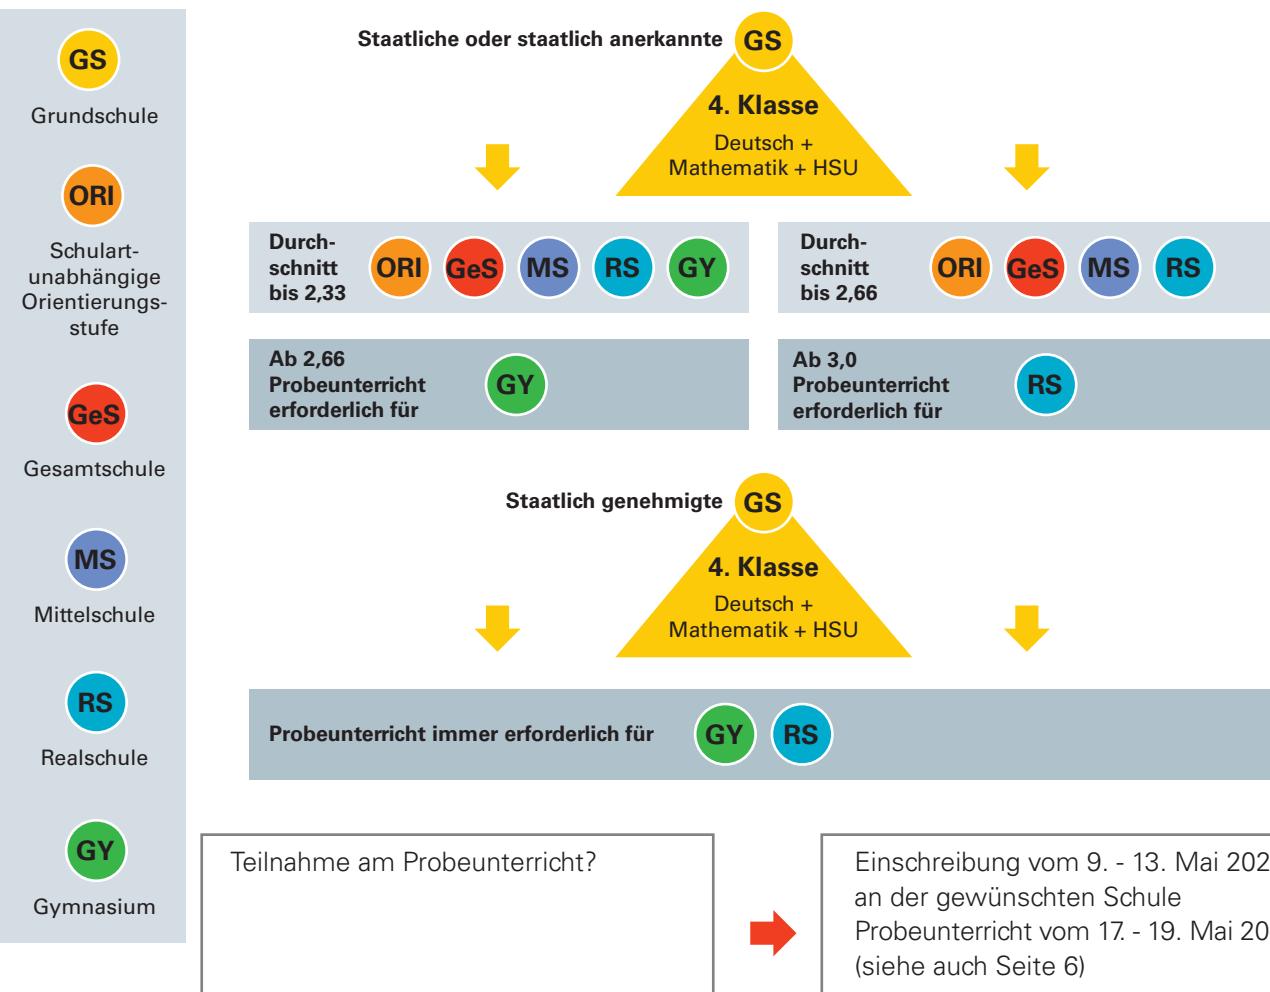 GS
Grundschule
ORI
Schulart-
unabhängige
Orientierungs-
stufe
GeS
Gesamtschule
MS
Mittelschule
RS
Realschule
GY
Gymnasium
Staatliche oder staatlich anerkannte GS
4. Klasse
Deutsch +
Mathematik + HSU
Durch-
schnitt
bis 2,33
ORI GeS MS RS GY
Durch-
schnitt
bis 2,66
ORI GeS MS RS
Ab 2,66
Probeunterricht
erforderlich für
GY
Ab 3,0
Probeunterricht
erforderlich für
RS
Staatlich genehmigte GS
4. Klasse
Deutsch +
Mathematik + HSU
Probeunterricht immer erforderlich für GY RS
Teilnahme am Probeunterricht?
Einschreibung vom 9. - 13. Mai 202
an der gewünschten Schule
Probeunterricht vom 17. - 19. Mai 20
(siehe auch Seite 6)